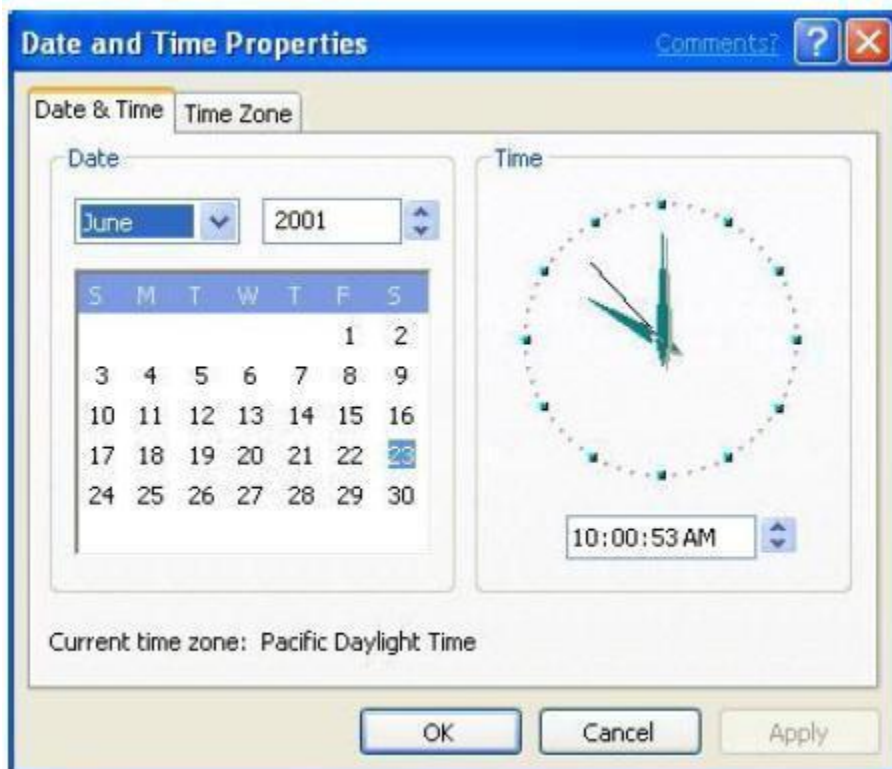 Date and Time Properties Comments? ?
Date & Time Time Zone
Date
June 2001
S M T W T F S
1 2
3 4 5 6 7 8 9
10 11 12 13 14 15 16
17 18 19 20 21 22 23
24 25 26 27 28 29 30
Time
10:00:53 AM
Current time zone: Pacific Daylight Time
OK Cancel Apply